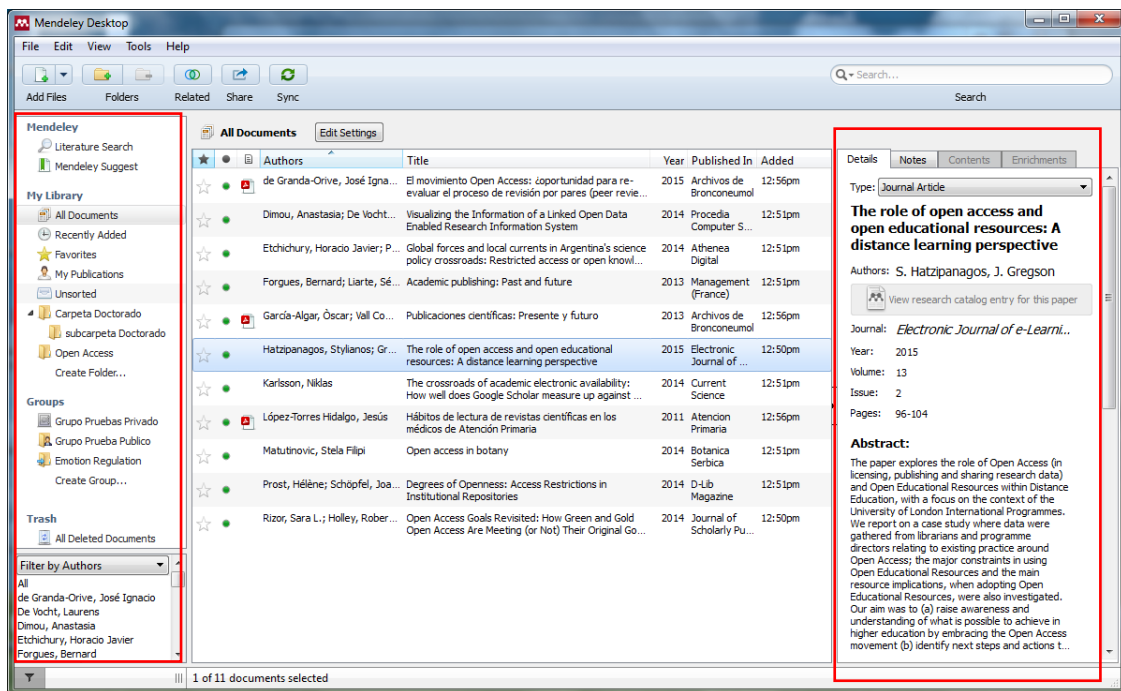 Mendeley Desktop
File Edit View Tools Help
Search...
Add Files Folders Related Share Sync Search
Mendeley
Literature Search
Mendeley Suggest
My Library
All Documents
Recently Added
Favorites
My Publications
Unsorted
Carpeta Doctorado
subcarpeta Doctorado
Open Access
Create Folder...
Groups
Grupo Pruebas Privado
Grupo Prueba Publico
Emotion Regulation
Create Group...
Trash
All Deleted Documents
Filter by Authors
All
de Granda-Orive, José Ignacio
De Vocht, Laurens
Dimou, Anastasia
Etchichury, Horacio Javier
Forgues, Bernard
All Documents Edit Settings
Authors Title Year Published In Added
de Granda-Orive, José Igna... El movimiento Open Access: ¿oportunidad para re- 2015 Archivos de 12:56pm
evaluar el proceso de revisión por pares (peer revie... Bronconeumol
Dimou, Anastasia; De Vocht... Visualizing the Information of a Linked Open Data 2014 Procedia 12:51pm
Enabled Research Information System Computer S...
Etchichury, Horacio Javier; P... Global forces and local currents in Argentina's science 2014 Athenea 12:51pm
policy crossroads: Restricted access or open knowl... Digital
Forgues, Bernard; Liarte, Sé... Academic publishing: Past and future 2013 Management 12:51pm
(France)
García-Algar, Òscar; Vall Co... Publicaciones científicas: Presente y futuro 2013 Archivos de 12:56pm
Bronconeumol
Hatzipanagos, Stylianos; Gr... The role of open access and open educational 2015 Electronic 12:50pm
resources: A distance learning perspective Journal of ...
Karlsson, Niklas The crossroads of academic electronic availability: 2014 Current 12:51pm
How well does Google Scholar measure up against ... Science
López-Torres Hidalgo, Jesús Hábitos de lectura de revistas científicas en los 2011 Atencion 12:56pm
médicos de Atención Primaria Primaria
Matutinovic, Stela Filipi Open access in botany 2014 Botanica 12:51pm
Serbica
Prost, Hélène; Schöpfel, Joa... Degrees of Openness: Access Restrictions in 2014 D-Lib 12:51pm
Institutional Repositories Magazine
Rizor, Sara L.; Holley, Rober... Open Access Goals Revisited: How Green and Gold 2014 Journal of 12:50pm
Open Access Are Meeting (or Not) Their Original Go... Scholarly Pu...
Details Notes Contents Enrichments
Type: Journal Article
The role of open access and
open educational resources: A
distance learning perspective
Authors: S. Hatzipanagos, J. Gregson
View research catalog entry for this paper
Journal: Electronic Journal of e-Learni...
Year: 2015
Volume: 13
Issue: 2
Pages: 96-104
Abstract:
The paper explores the role of Open Access (in
licensing, publishing and sharing research data)
and Open Educational Resources within Distance
Education, with a focus on the context of the
University of London International Programmes.
We report on a case study where data were
gathered from librarians and programme
directors relating to existing practice around
Open Access; the major constraints in using
Open Educational Resources and the main
resource implications, when adopting Open
Educational Resources, were also investigated.
Our aim was to (a) raise awareness and
understanding of what is possible to achieve in
higher education by embracing the Open Access
movement (b) identify next steps and actions t...
1 of 11 documents selected